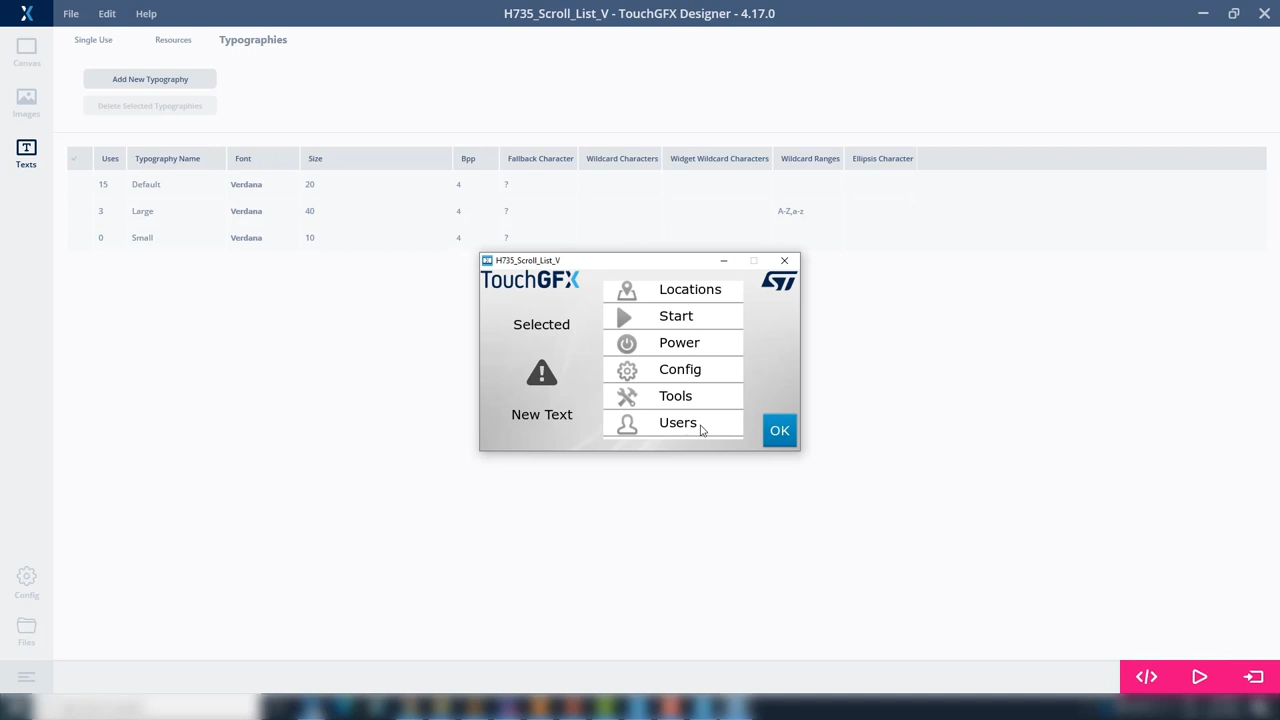 File Edit Help H735_Scroll_List_V - TouchGFX Designer - 4.17.0
Single Use Resources Typographies
Canvas
Add New Typography
Images
Delete Selected Typographies
Texts
Uses Typography Name Font Size Bpp Fallback Character Wildcard Characters Widget Wildcard Characters Wildcard Ranges Ellipsis Character
15 Default Verdana 20 4 ?
3 Large Verdana 40 4 ? A-Z,a-z
0 Small Verdana 10 4 ?
H735_Scroll_List_V
TouchGFX
ST
Locations
Selected
Start
Power
Config
Tools
New Text
Users
OK
Config
Files